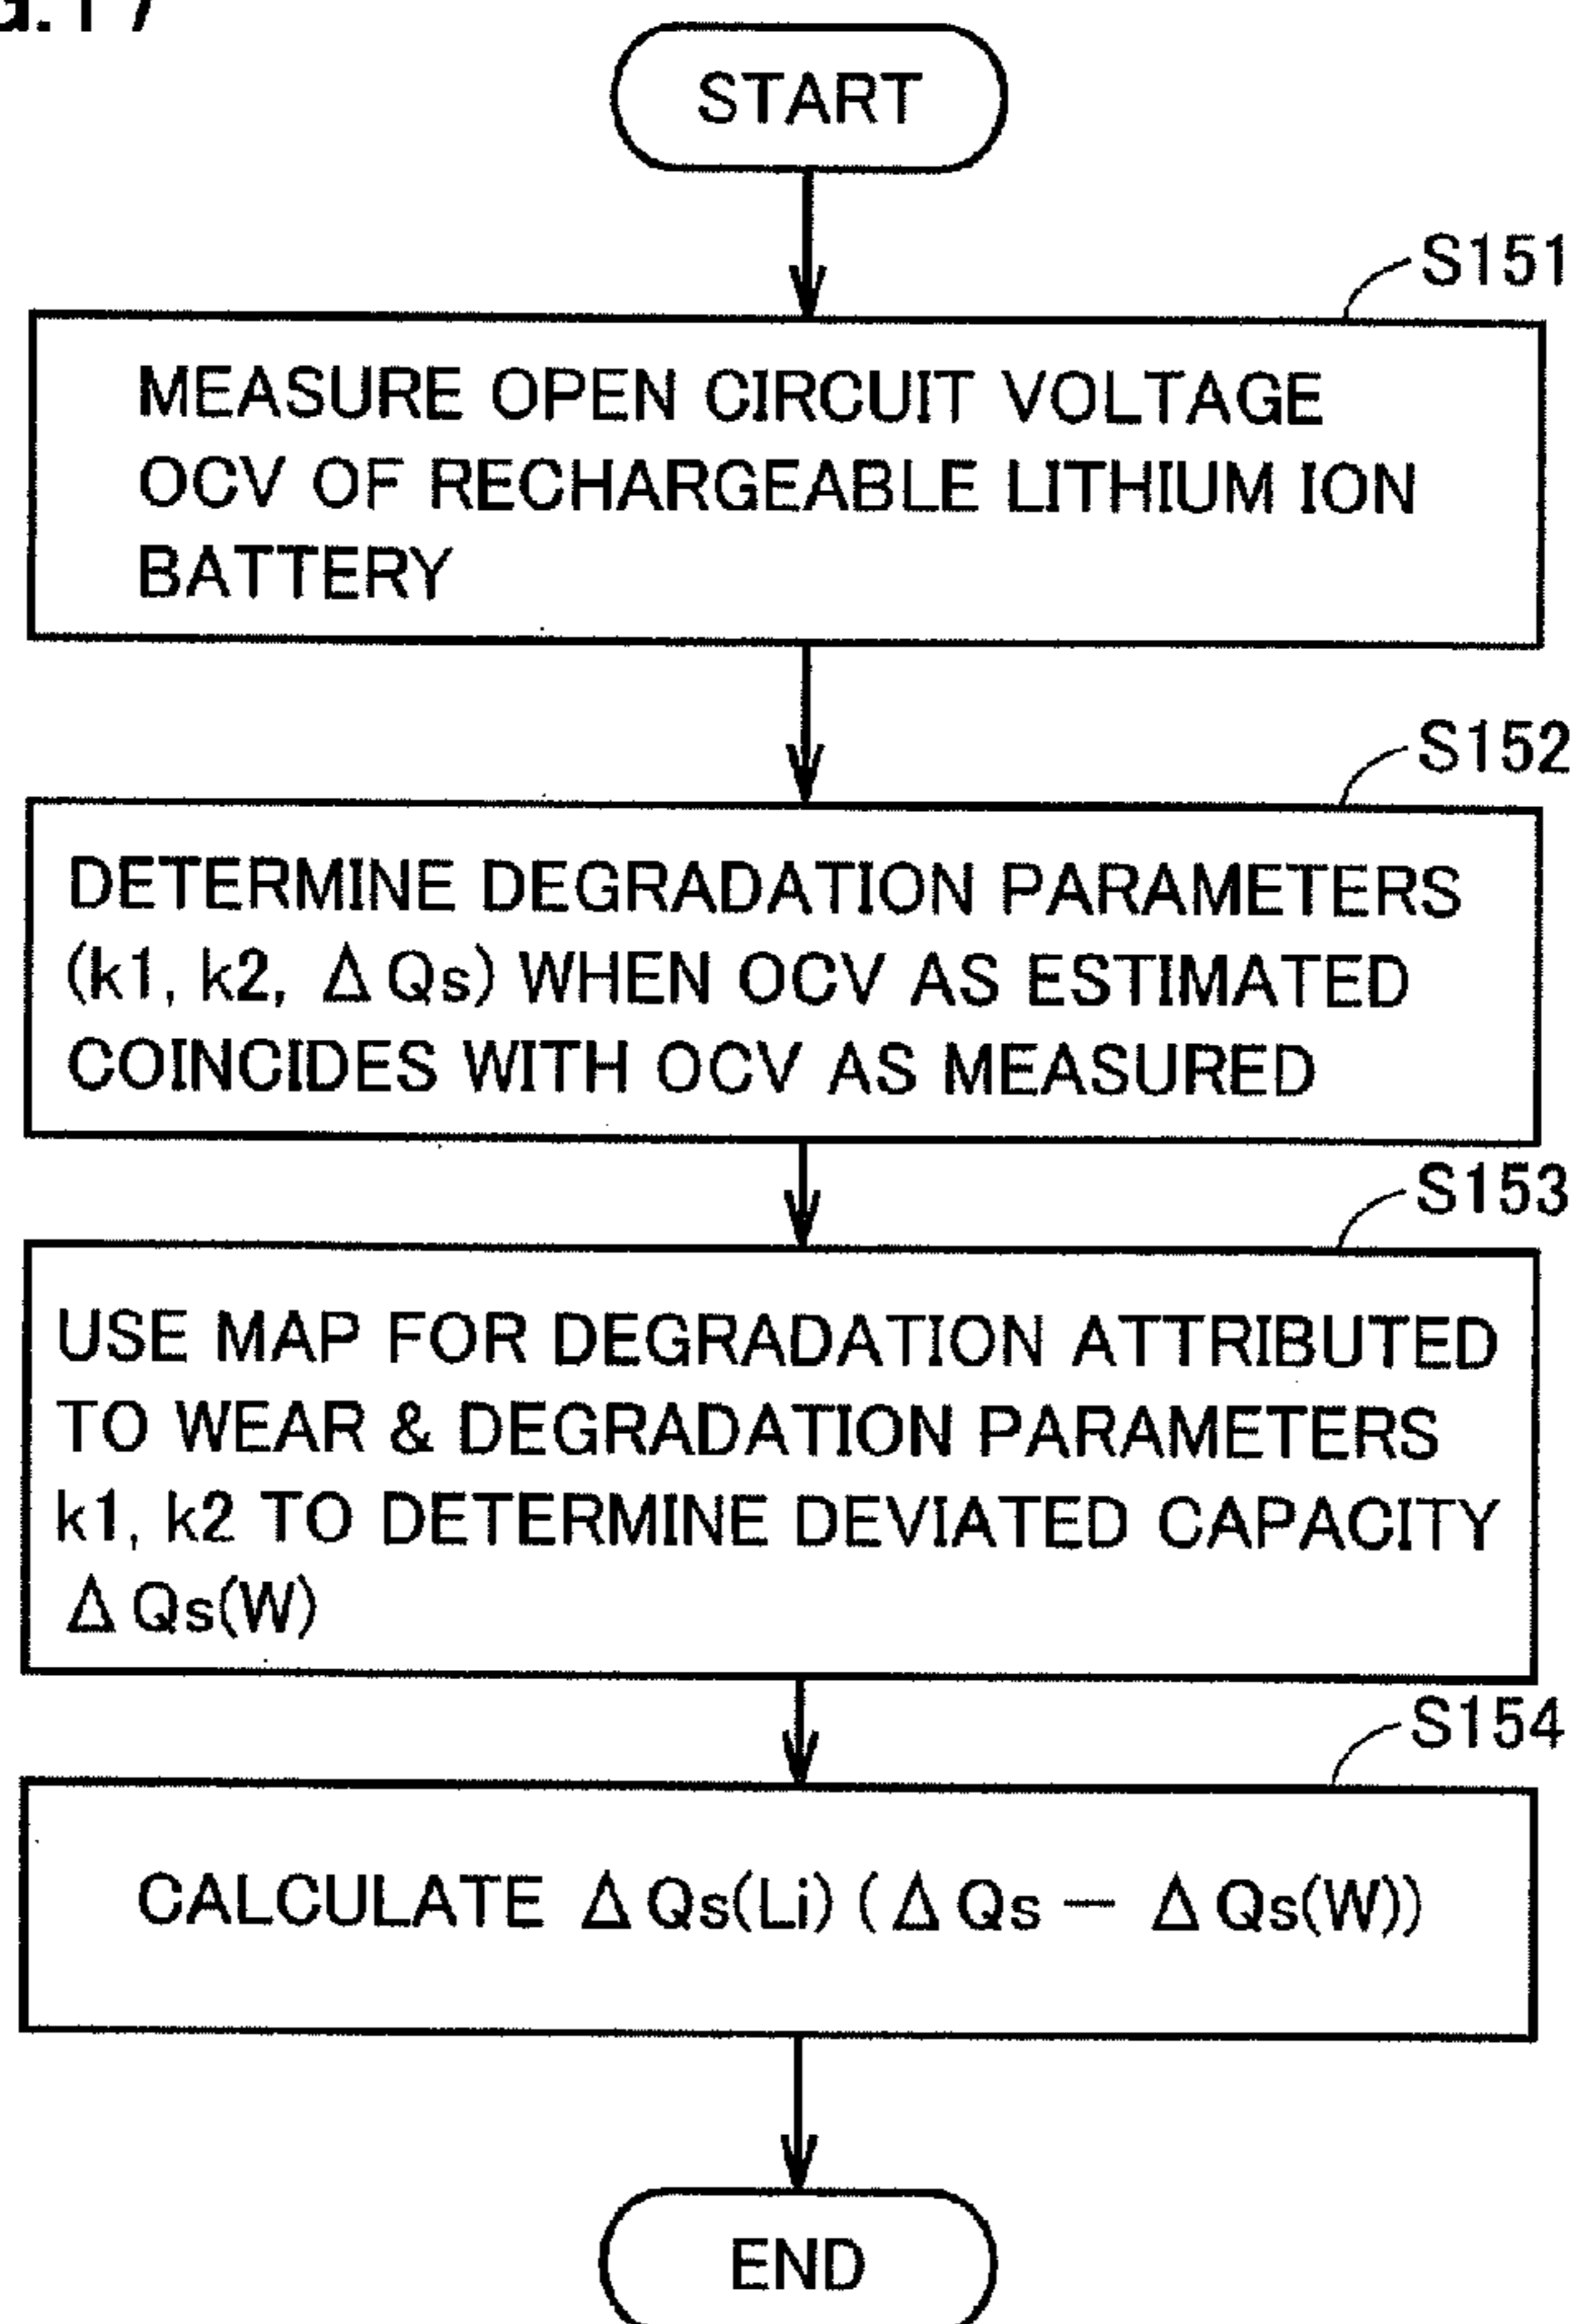 G.17
START
S151
MEASURE OPEN CIRCUIT VOLTAGE
OCV OF RECHARGEABLE LITHIUM ION
BATTERY
S152
DETERMINE DEGRADATION PARAMETERS
(k1, k2, ΔQs) WHEN OCV AS ESTIMATED
COINCIDES WITH OCV AS MEASURED
S153
USE MAP FOR DEGRADATION ATTRIBUTED
TO WEAR & DEGRADATION PARAMETERS
k1, k2 TO DETERMINE DEVIATED CAPACITY
ΔQs(W)
S154
CALCULATE ΔQs(Li) (ΔQs − ΔQs(W))
END